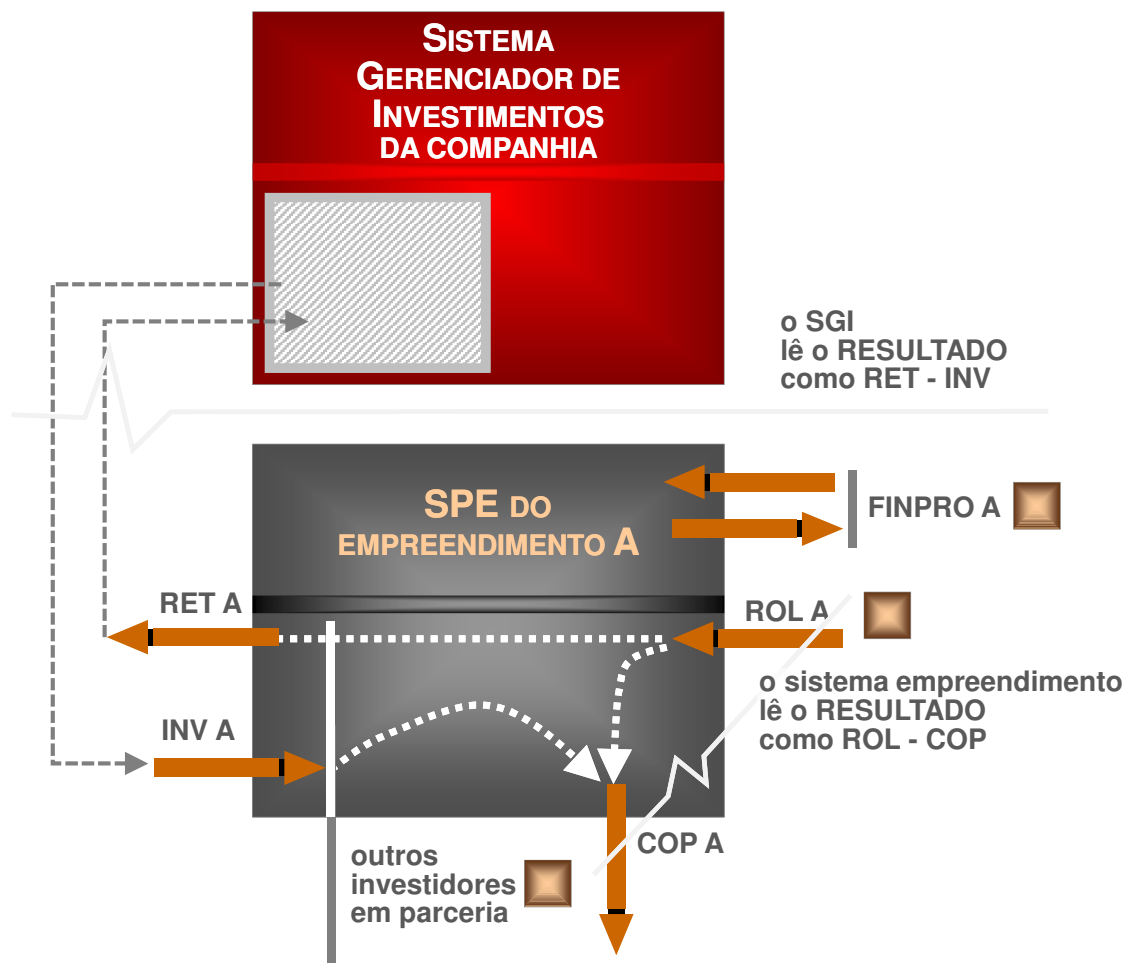 SISTEMA
GERENCIADOR DE
INVESTIMENTOS
DA COMPANHIA
o SGI
lê o RESULTADO
como RET - INV
SPE DO
EMPREENDIMENTO A
FINPRO A
RET A
ROL A
o sistema empreendimento
lê o RESULTADO
como ROL - COP
INV A
COP A
outros
investidores
em parceria